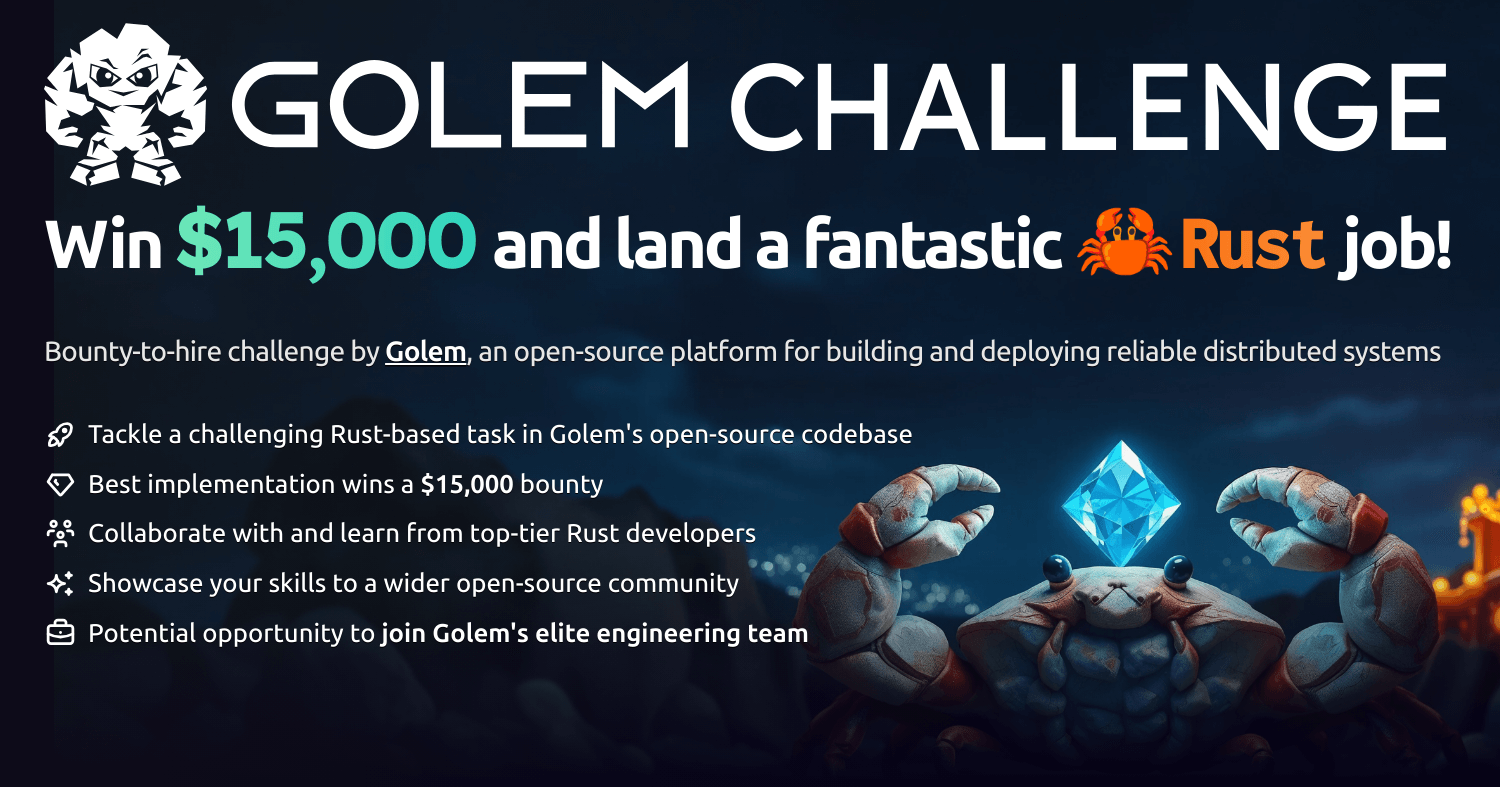 GOLEM CHALLENGE
Win $15,000 and land a fantastic Rust job!
Bounty-to-hire challenge by Golem, an open-source platform for building and deploying reliable distributed systems
Tackle a challenging Rust-based task in Golem's open-source codebase
Best implementation wins a $15,000 bounty
Collaborate with and learn from top-tier Rust developers
Showcase your skills to a wider open-source community
Potential opportunity to join Golem's elite engineering team